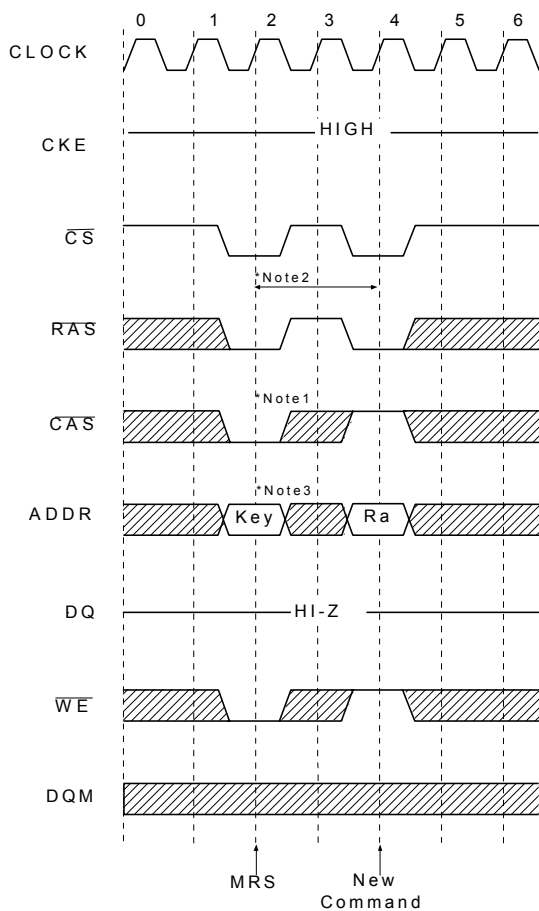 0 1 2 3 4 5 6
CLOCK
CKE
HIGH
CS
*Note2
RAS
*Note1
CAS
*Note3
ADDR
Key
Ra
DQ
HI-Z
WE
DQM
MRS
New
Command